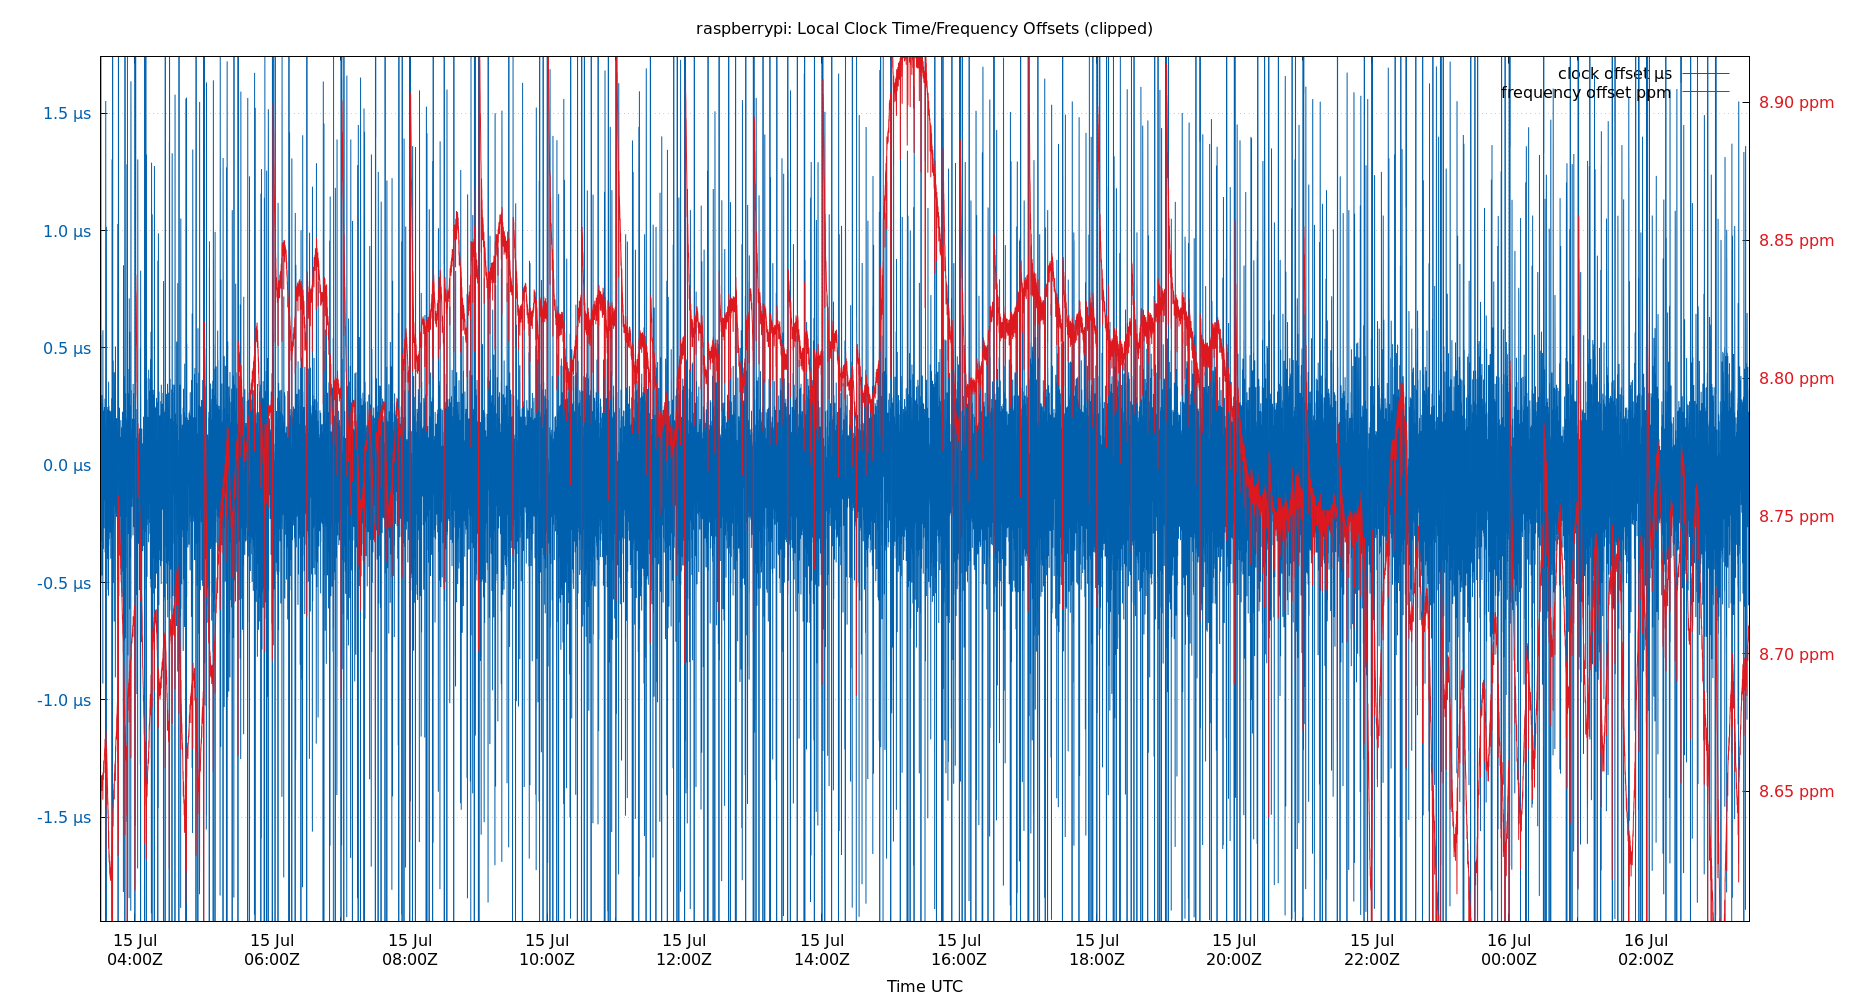 raspberrypi: Local Clock Time/Frequency Offsets (clipped)
clock offset µs
frequency offset ppm
1.5 µs
1.0 µs
0.5 µs
0.0 µs
-0.5 µs
-1.0 µs
-1.5 µs
8.90 ppm
8.85 ppm
8.80 ppm
8.75 ppm
8.70 ppm
8.65 ppm
15 Jul 15 Jul 15 Jul 15 Jul 15 Jul 15 Jul 15 Jul 15 Jul 15 Jul 15 Jul 16 Jul 16 Jul
04:00Z 06:00Z 08:00Z 10:00Z 12:00Z 14:00Z 16:00Z 18:00Z 20:00Z 22:00Z 00:00Z 02:00Z
Time UTC